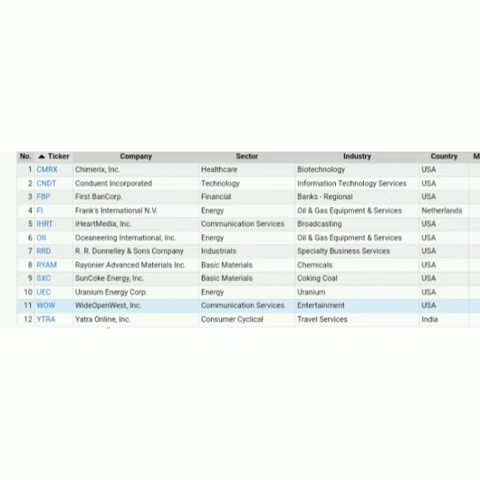 No. ▲ Ticker Company Sector Industry Country M
1 CMRX Chimerix, Inc. Healthcare Biotechnology USA
2 CNDT Conduent Incorporated Technology Information Technology Services USA
3 FBP First BanCorp. Financial Banks - Regional USA
4 FI Frank's International N.V. Energy Oil & Gas Equipment & Services Netherlands
5 IHRT iHeartMedia, Inc. Communication Services Broadcasting USA
6 OII Oceaneering International, Inc. Energy Oil & Gas Equipment & Services USA
7 RRD R. R. Donnelley & Sons Company Industrials Specialty Business Services USA
8 RYAM Rayonier Advanced Materials Inc. Basic Materials Chemicals USA
9 SXC SunCoke Energy, Inc. Basic Materials Coking Coal USA
10 UEC Uranium Energy Corp. Energy Uranium USA
11 WOW WideOpenWest, Inc. Communication Services Entertainment USA
12 YTRA Yatra Online, Inc. Consumer Cyclical Travel Services India